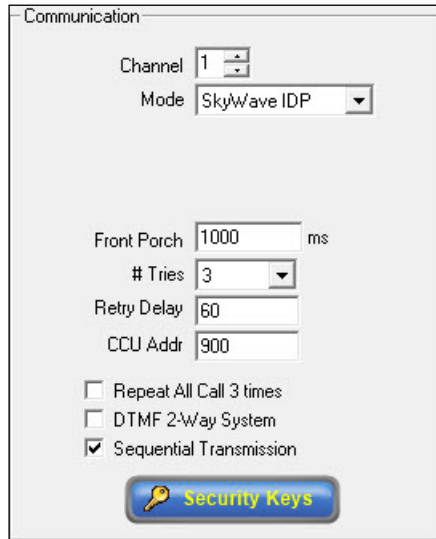 Communication
Channel 1
Mode SkyWave IDP
Front Porch 1000 ms
# Tries 3
Retry Delay 60
CCU Addr 900
Repeat All Call 3 times
DTMF 2-Way System
Sequential Transmission
Security Keys